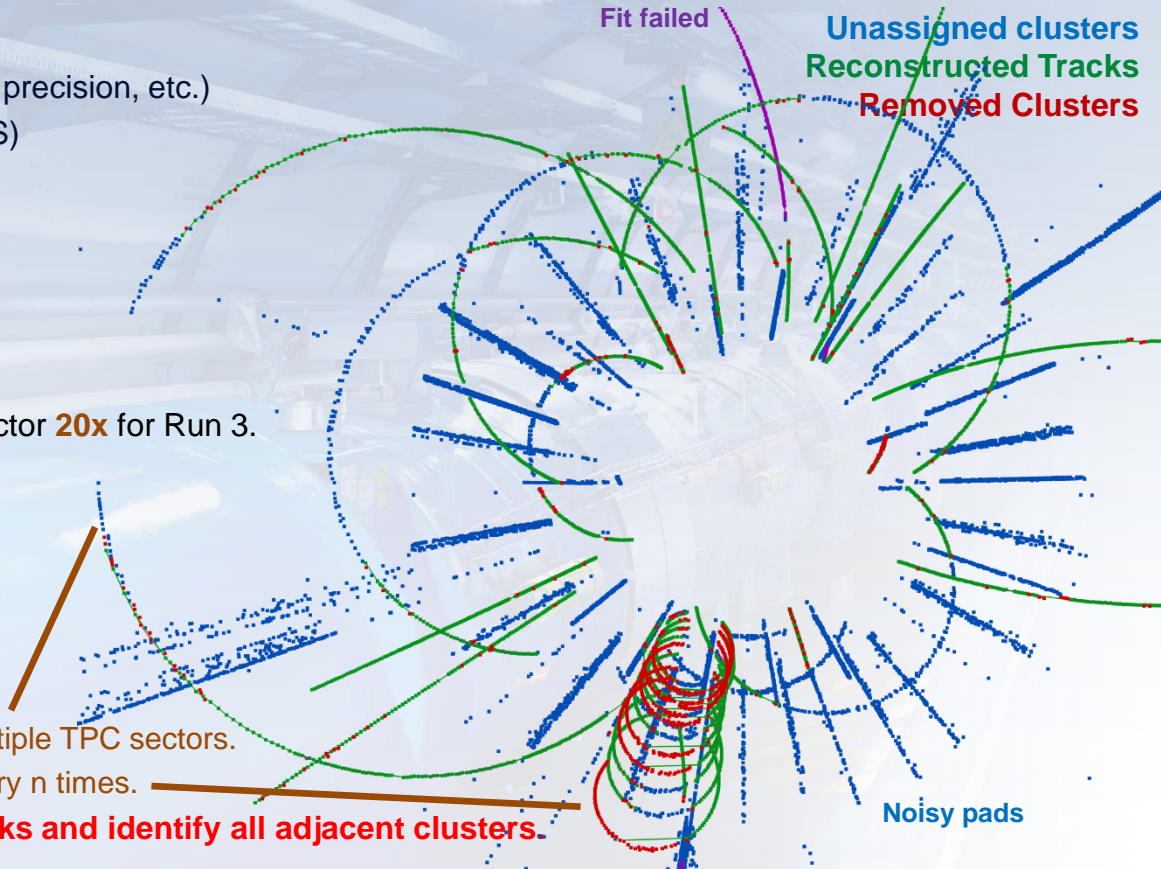 Fit failed
Unassigned clusters
Reconstructed Tracks
Removed Clusters
precision, etc.)
S)
ctor 20x for Run 3.
tiple TPC sectors.
ry n times.
ks and identify all adjacent clusters.
Noisy pads